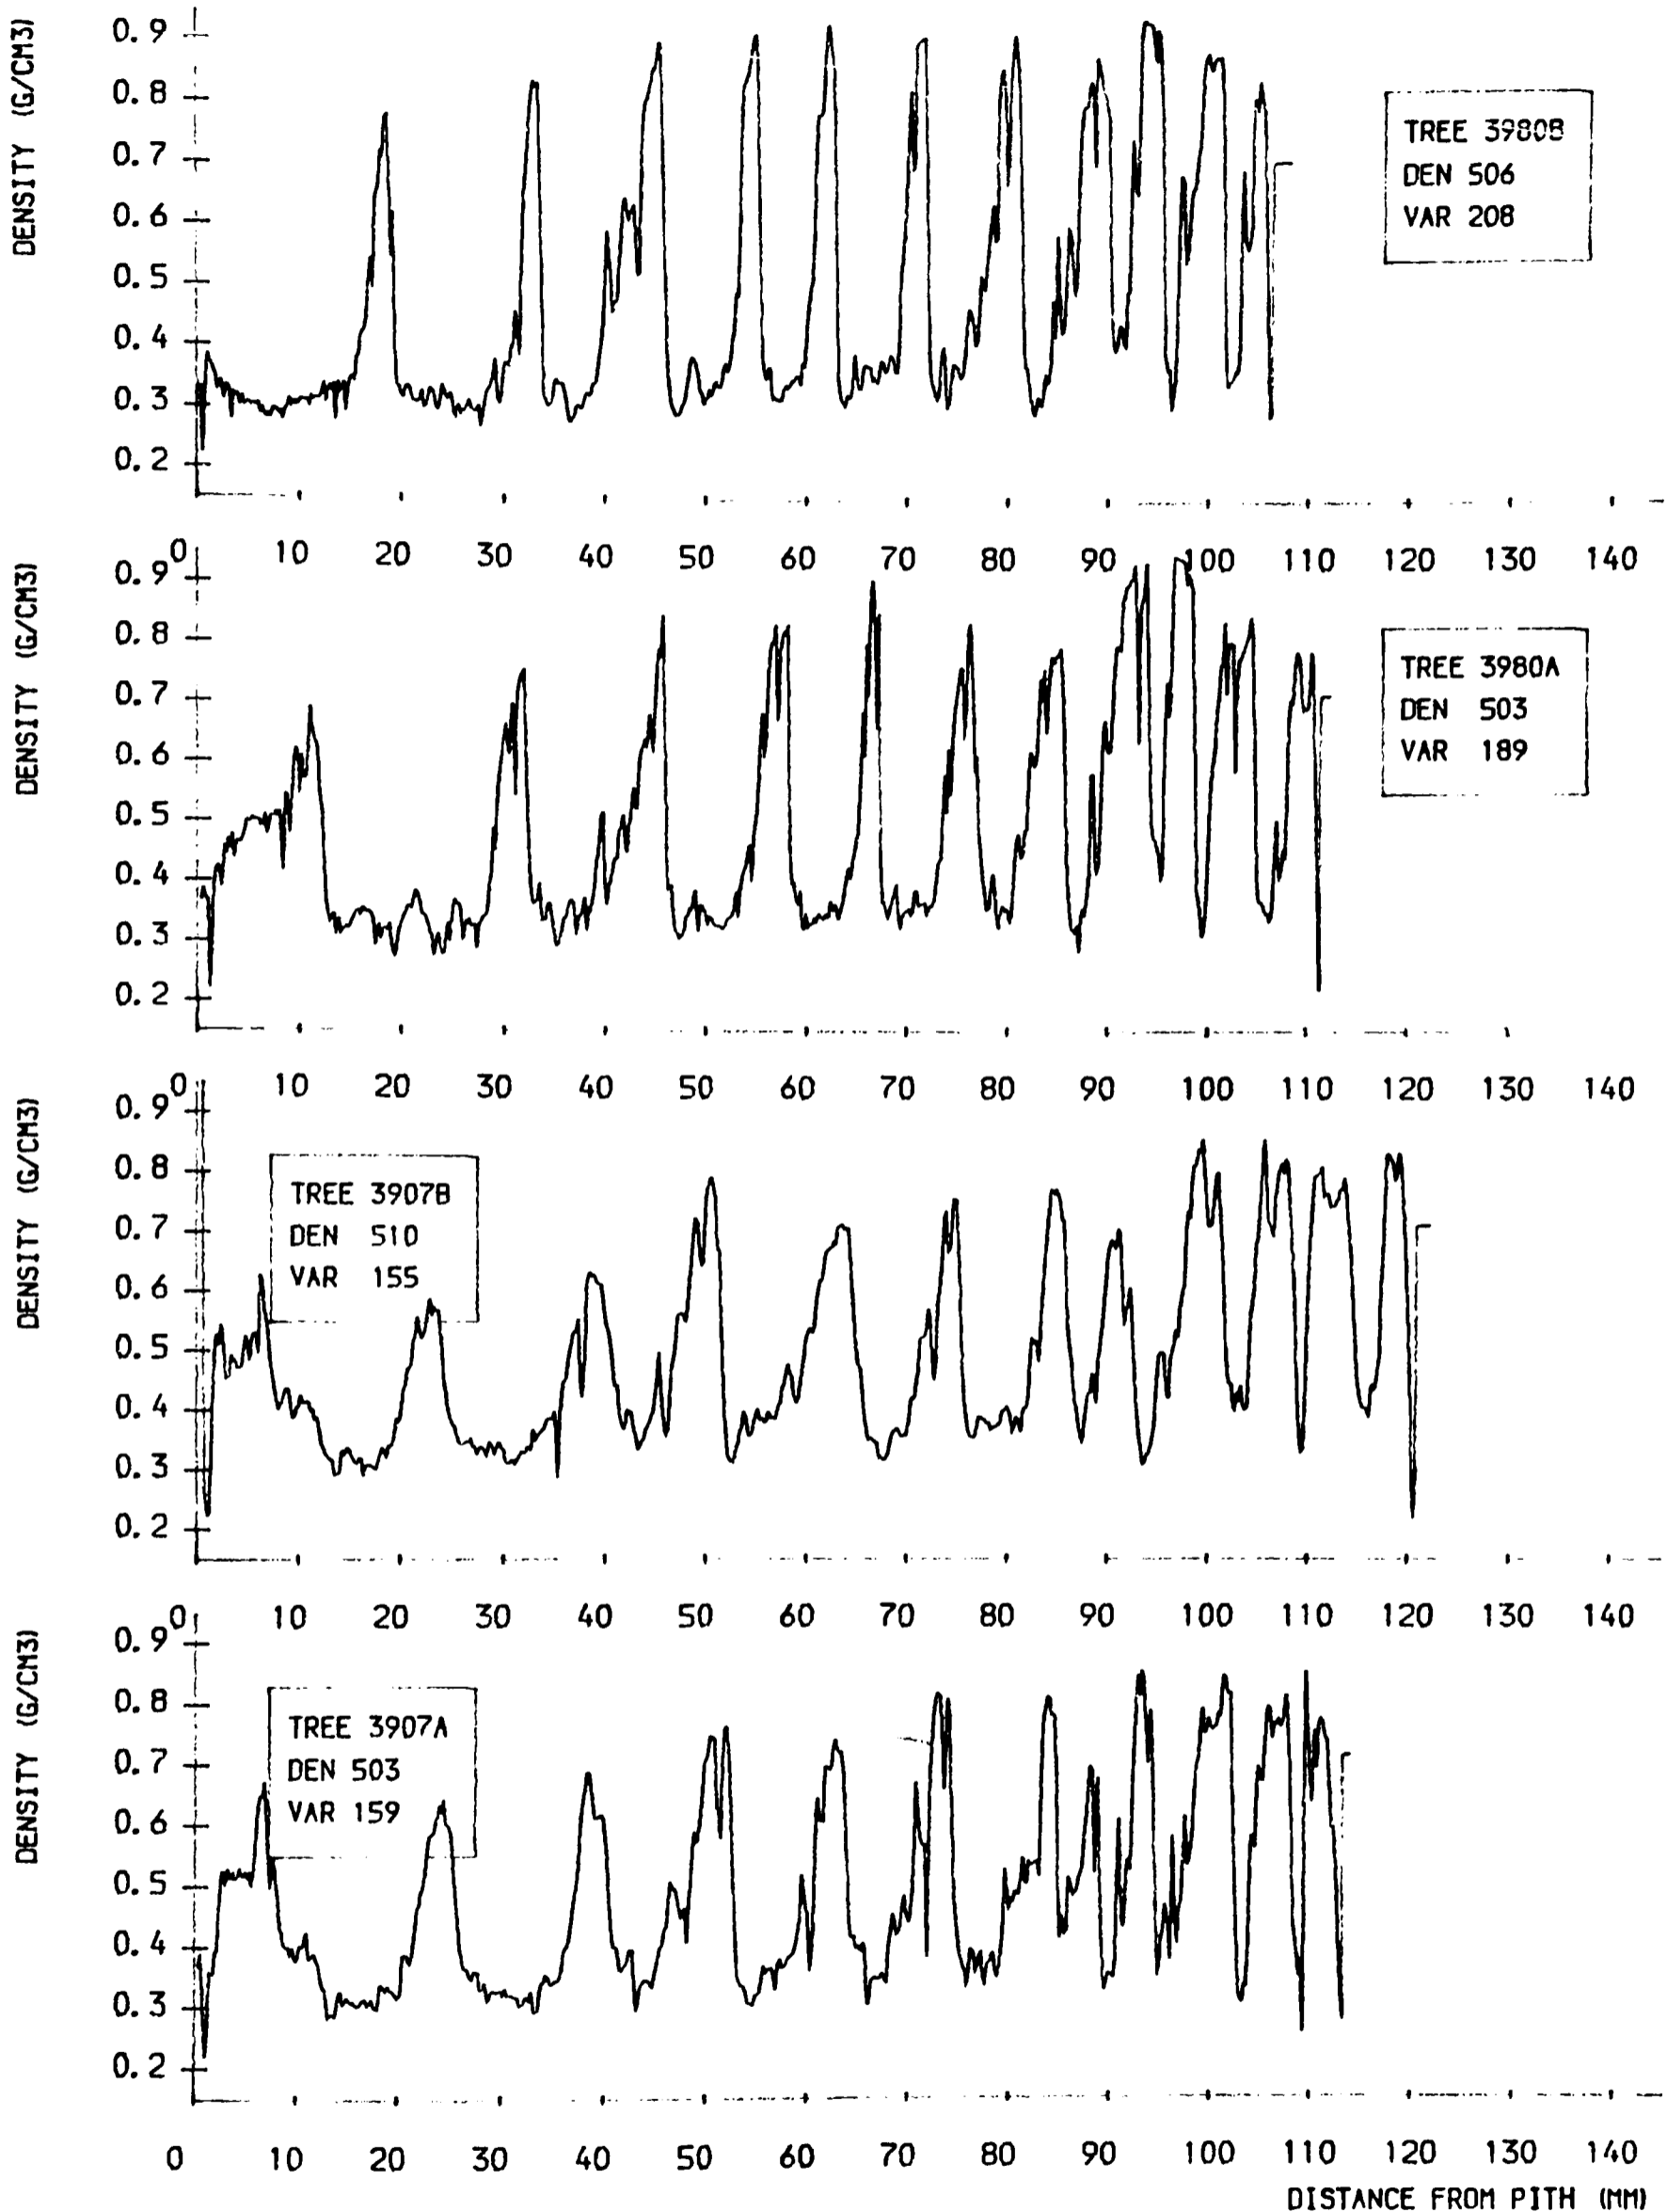 DENSITY (G/CM3)
0.9
0.8
0.7
0.6
0.5
0.4
0.3
0.2
TREE 3980B
DEN 506
VAR 208
0 10 20 30 40 50 60 70 80 90 100 110 120 130 140
DENSITY (G/CM3)
0.9
0.8
0.7
0.6
0.5
0.4
0.3
0.2
TREE 3980A
DEN 503
VAR 189
0 10 20 30 40 50 60 70 80 90 100 110 120 130 140
DENSITY (G/CM3)
0.9
0.8
0.7
0.6
0.5
0.4
0.3
0.2
TREE 3907B
DEN 510
VAR 155
0 10 20 30 40 50 60 70 80 90 100 110 120 130 140
DENSITY (G/CM3)
0.9
0.8
0.7
0.6
0.5
0.4
0.3
0.2
TREE 3907A
DEN 503
VAR 159
0 10 20 30 40 50 60 70 80 90 100 110 120 130 140
DISTANCE FROM PITH (MM)